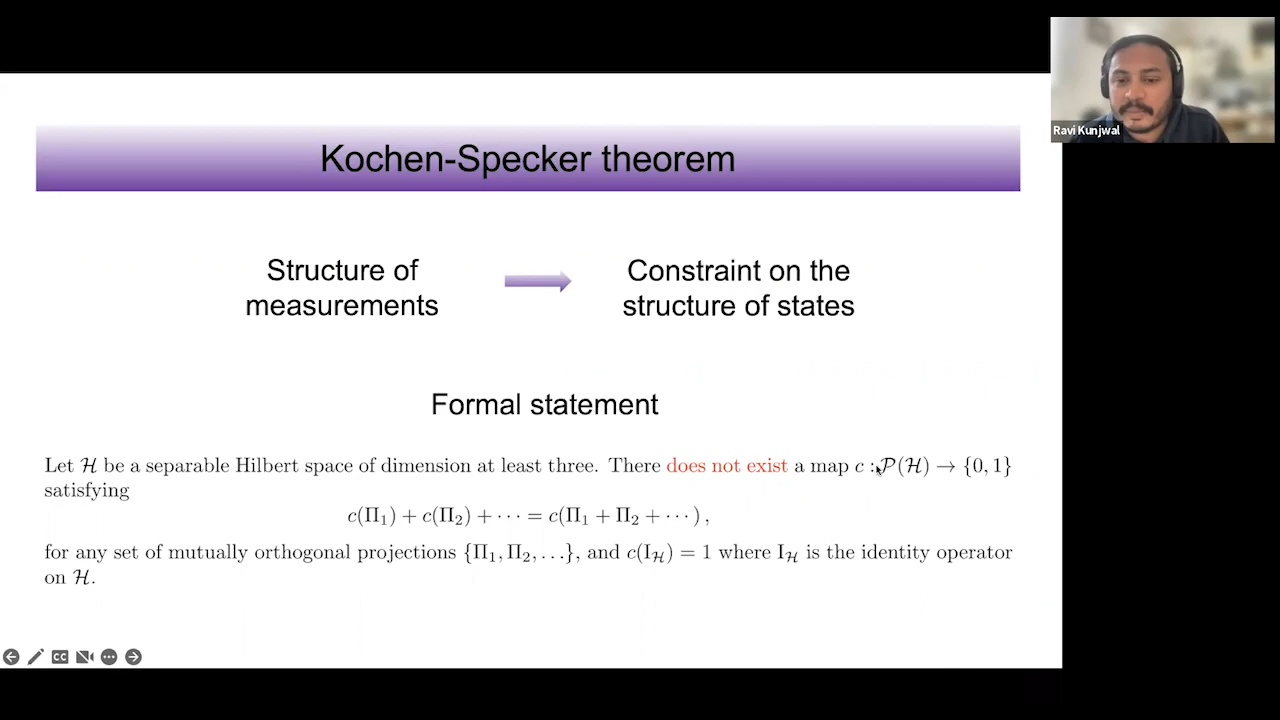 Ravi Kunjwal
Kochen-Specker theorem
Structure of
measurements
Constraint on the
structure of states
Formal statement
Let ℋ be a separable Hilbert space of dimension at least three. There does not exist a map c : 𝒫(ℋ) → {0, 1}
satisfying
c(Π₁) + c(Π₂) + ⋯ = c(Π₁ + Π₂ + ⋯) ,
for any set of mutually orthogonal projections {Π₁, Π₂, …}, and c(I_ℋ) = 1 where I_ℋ is the identity operator
on ℋ.
CC